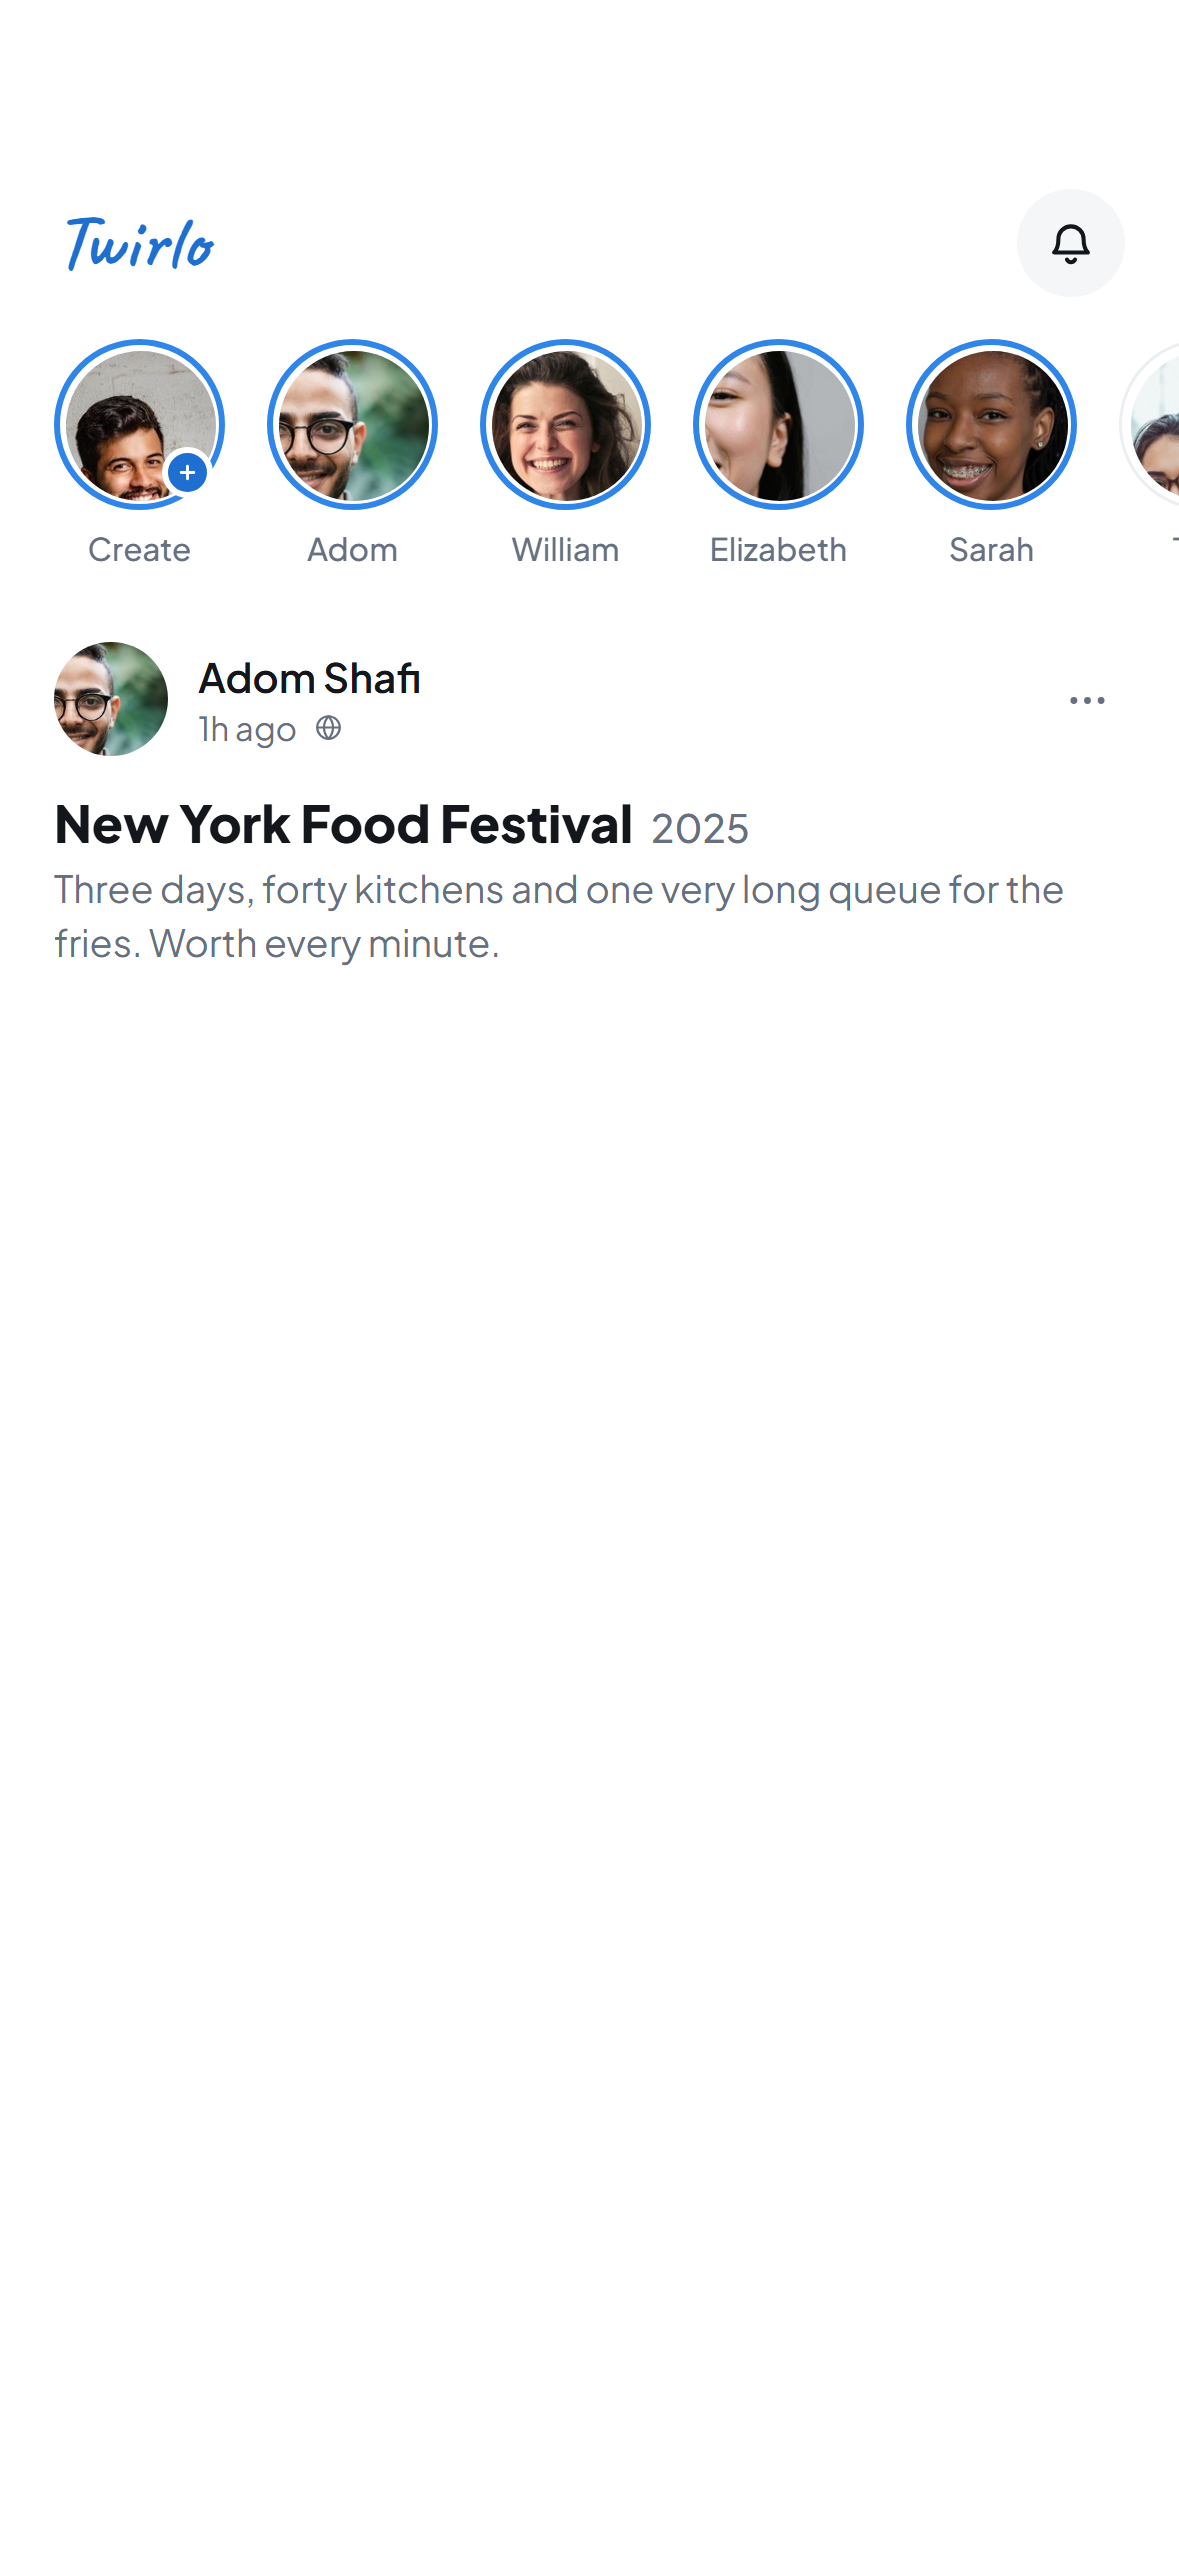 Twirlo
Create
Adom
William
Elizabeth
Sarah
Adom Shafi
1h ago
New York Food Festival 2025
Three days, forty kitchens and one very long queue for the
fries. Worth every minute.